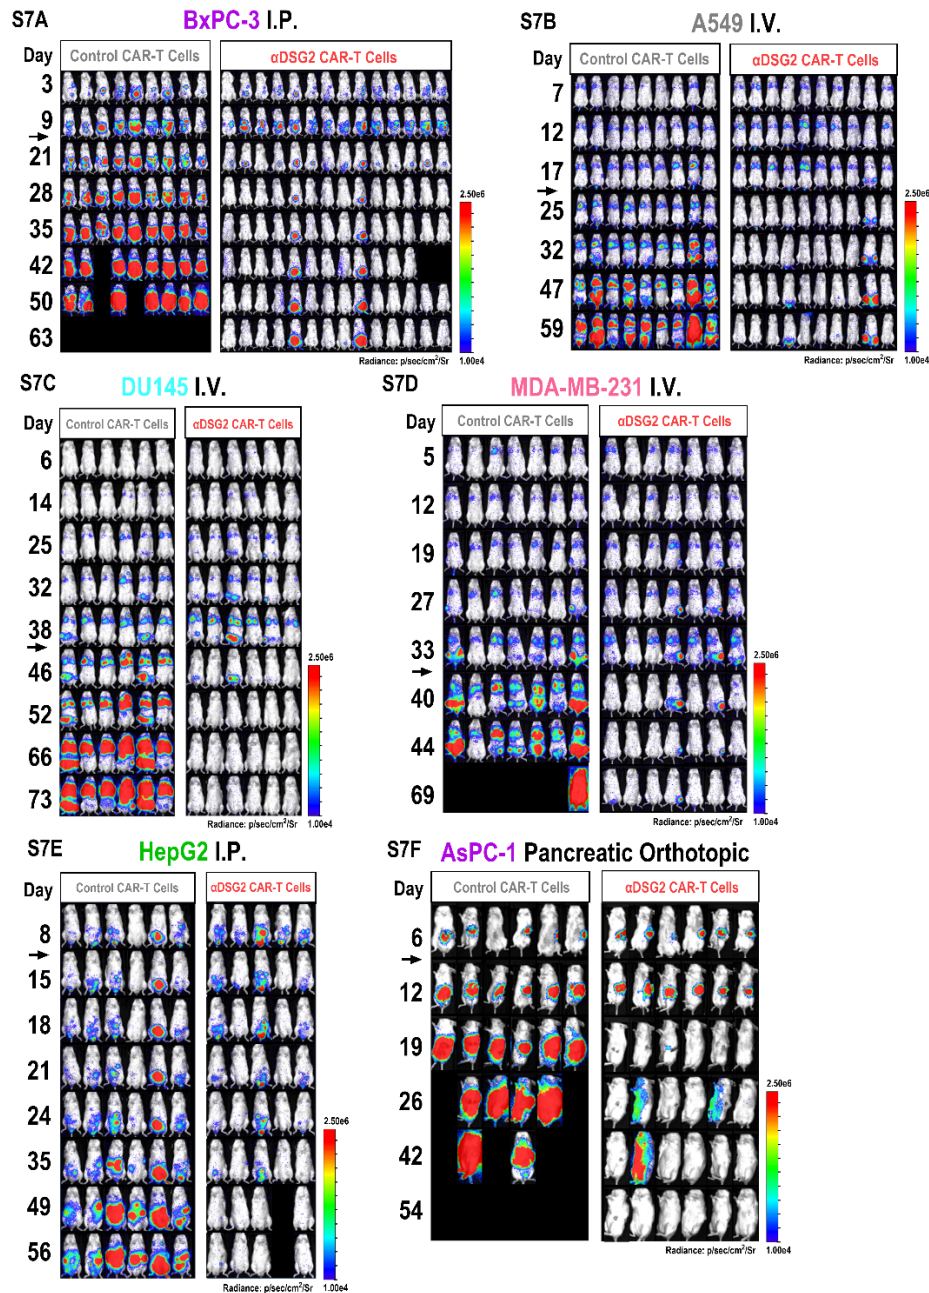 S7A
BxPC-3 I.P.
Day
Control CAR-T Cells
αDSG2 CAR-T Cells
3
9
21
28
35
42
50
63
2.50e6
Radiance: p/sec/cm²/Sr
1.00e4
S7B
A549 I.V.
Day
Control CAR-T Cells
αDSG2 CAR-T Cells
7
12
17
25
32
47
59
2.50e6
Radiance: p/sec/cm²/Sr
1.00e4
S7C
DU145 I.V.
Day
Control CAR-T Cells
αDSG2 CAR-T Cells
6
14
25
32
38
46
52
66
73
2.50e6
Radiance: p/sec/cm²/Sr
1.00e4
S7D
MDA-MB-231 I.V.
Day
Control CAR-T Cells
αDSG2 CAR-T Cells
5
12
19
27
33
40
44
69
2.50e6
Radiance: p/sec/cm²/Sr
1.00e4
S7E
HepG2 I.P.
Day
Control CAR-T Cells
αDSG2 CAR-T Cells
8
15
18
21
24
35
49
56
2.50e6
Radiance: p/sec/cm²/Sr
1.00e4
S7F
AsPC-1 Pancreatic Orthotopic
Day
Control CAR-T Cells
αDSG2 CAR-T Cells
6
12
19
26
42
54
2.50e6
Radiance: p/sec/cm²/Sr
1.00e4